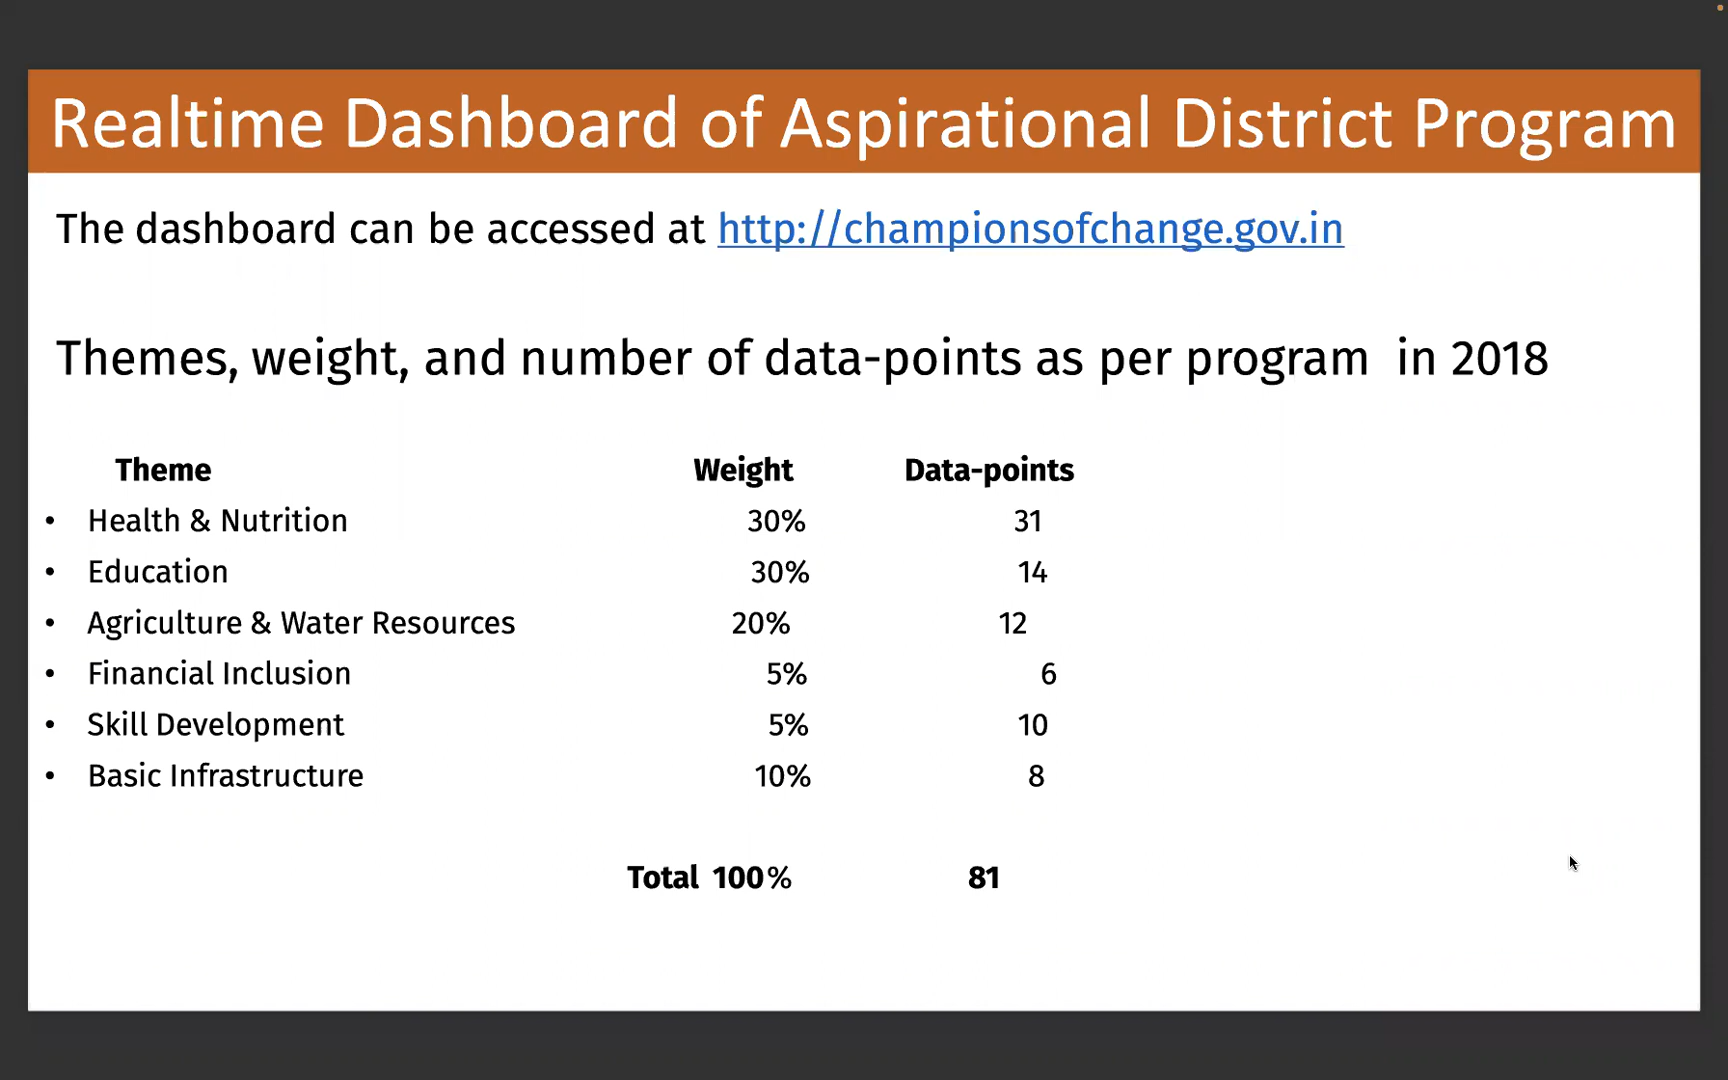 Realtime Dashboard of Aspirational District Program
The dashboard can be accessed at http://championsofchange.gov.in
Themes, weight, and number of data-points as per program in 2018
Theme Weight Data-points
• Health & Nutrition 30% 31
• Education 30% 14
• Agriculture & Water Resources 20% 12
• Financial Inclusion 5% 6
• Skill Development 5% 10
• Basic Infrastructure 10% 8
Total 100% 81